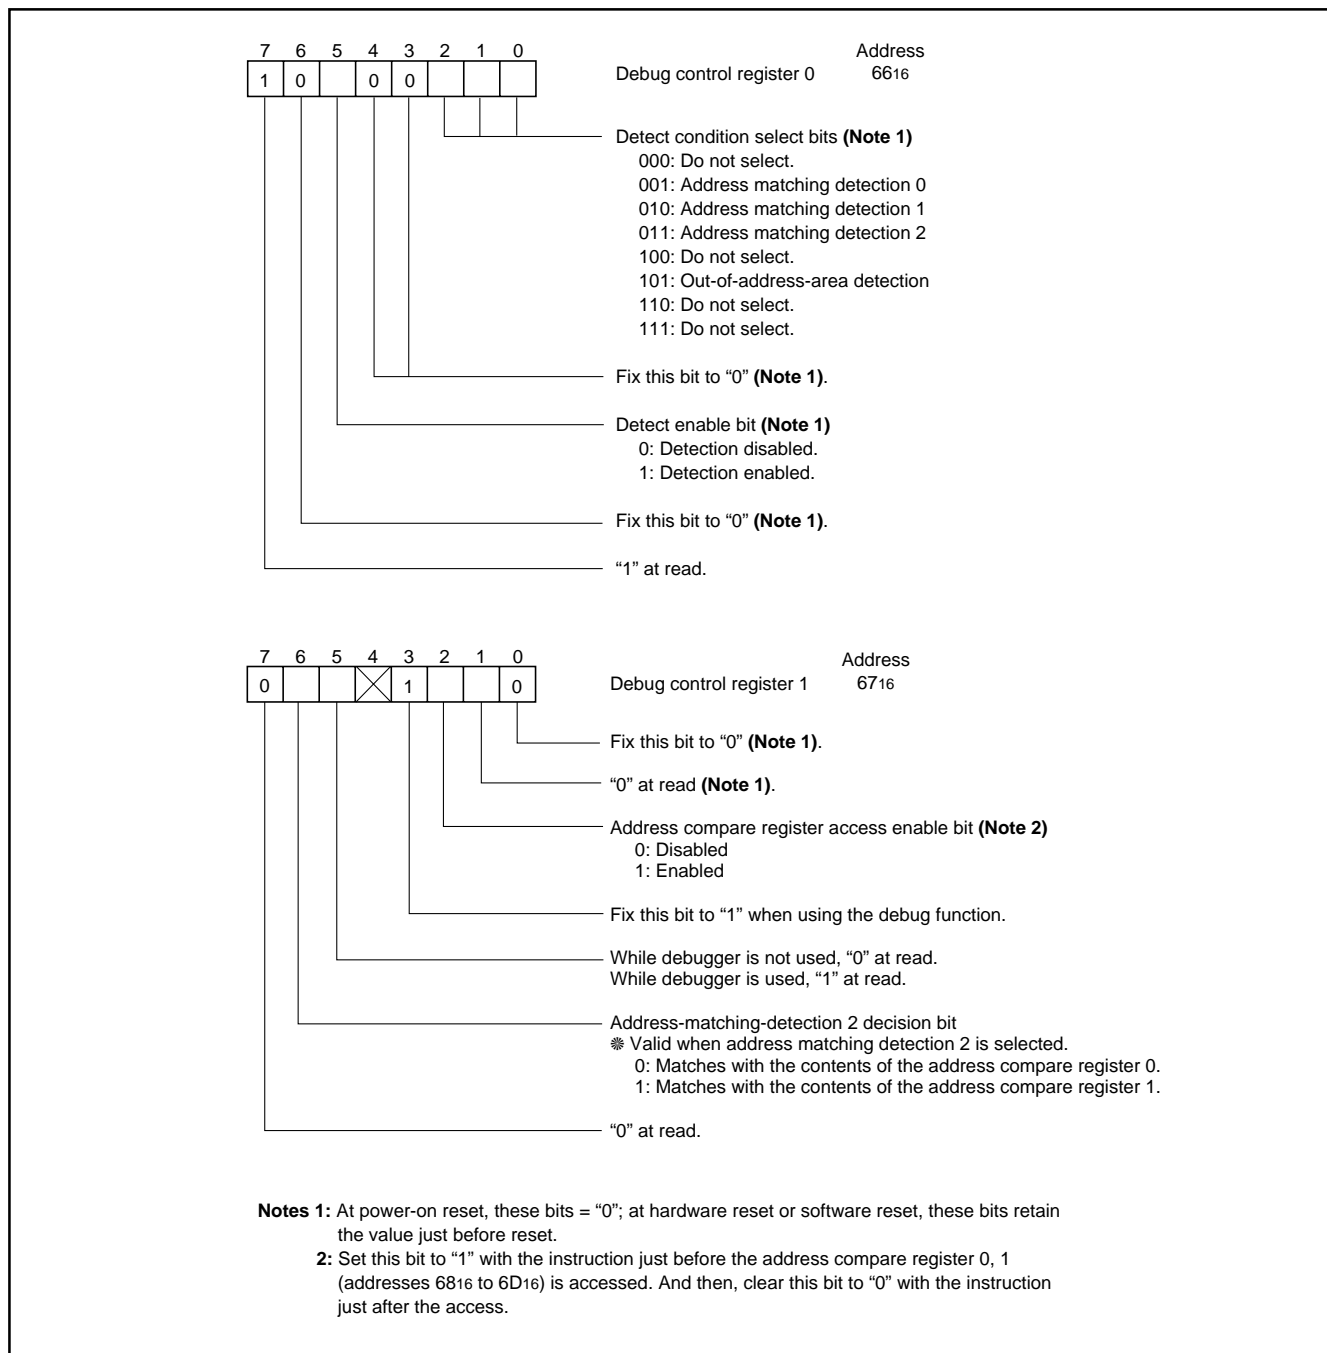 7 6 5 4 3 2 1 0 Address
1 0 0 0 Debug control register 0 6616
Detect condition select bits (Note 1)
000: Do not select.
001: Address matching detection 0
010: Address matching detection 1
011: Address matching detection 2
100: Do not select.
101: Out-of-address-area detection
110: Do not select.
111: Do not select.
Fix this bit to “0” (Note 1).
Detect enable bit (Note 1)
0: Detection disabled.
1: Detection enabled.
Fix this bit to “0” (Note 1).
“1” at read.
7 6 5 4 3 2 1 0 Address
0 1 0 Debug control register 1 6716
Fix this bit to “0” (Note 1).
“0” at read (Note 1).
Address compare register access enable bit (Note 2)
0: Disabled
1: Enabled
Fix this bit to “1” when using the debug function.
While debugger is not used, “0” at read.
While debugger is used, “1” at read.
Address-matching-detection 2 decision bit
❊ Valid when address matching detection 2 is selected.
0: Matches with the contents of the address compare register 0.
1: Matches with the contents of the address compare register 1.
“0” at read.
Notes 1: At power-on reset, these bits = “0”; at hardware reset or software reset, these bits retain
the value just before reset.
2: Set this bit to “1” with the instruction just before the address compare register 0, 1
(addresses 6816 to 6D16) is accessed. And then, clear this bit to “0” with the instruction
just after the access.